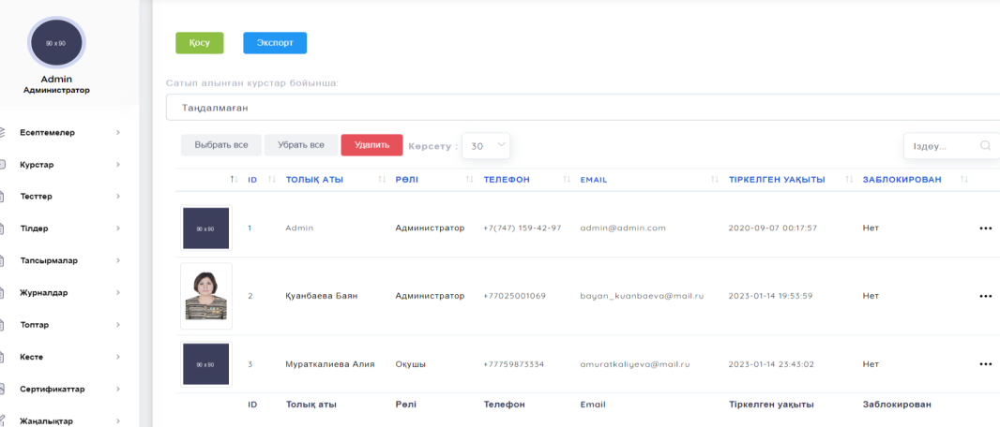 90 x 90
Admin
Администратор
Есептемелер
Курстар
Тесттер
Тілдер
Тапсырмалар
Журналдар
Топтар
Кесте
Сертификаттар
Жаңалықтар
Қосу Экспорт
Сатып алынған курстар бойынша:
Таңдалмаған
Выбрать все Убрать все Удалить Көрсету : 30 Іздеу...
ID ТОЛЫҚ АТЫ РӨЛІ ТЕЛЕФОН EMAIL ТІРКЕЛГЕН УАҚЫТЫ ЗАБЛОКИРОВАН
90 x 90 1 Admin Администратор +7(747) 159-42-97 admin@admin.com 2020-09-07 00:17:57 Нет
2 Қуанбаева Баян Администратор +77025001069 bayan_kuanbaeva@mail.ru 2023-01-14 19:53:59 Нет
90 x 90 3 Мураткалиева Алия Оқушы +77759873334 amuratkaliyeva@mail.ru 2023-01-14 23:43:02 Нет
ID Толық аты Рөлі Телефон Email Тіркелген уақыты Заблокирован